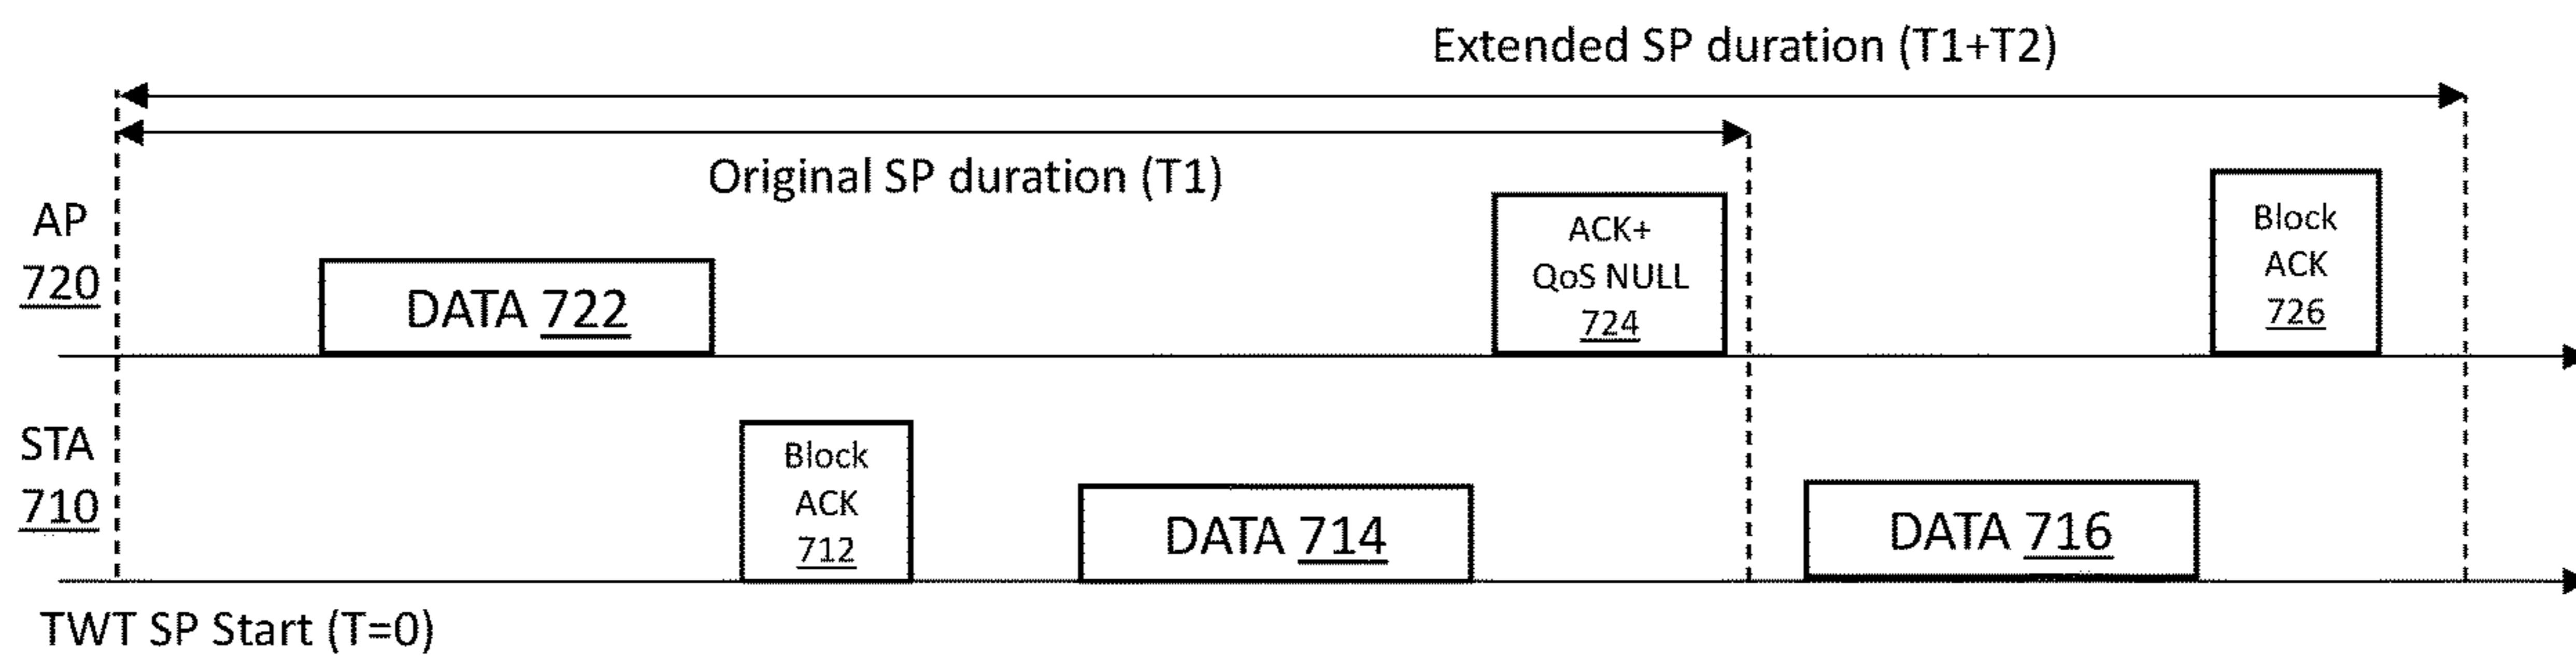 Extended SP duration (T1+T2)
Original SP duration (T1)
AP
720
DATA 722
ACK+
QoS NULL
724
Block
ACK
726
STA
710
Block
ACK
712
DATA 714
DATA 716
TWT SP Start (T=0)